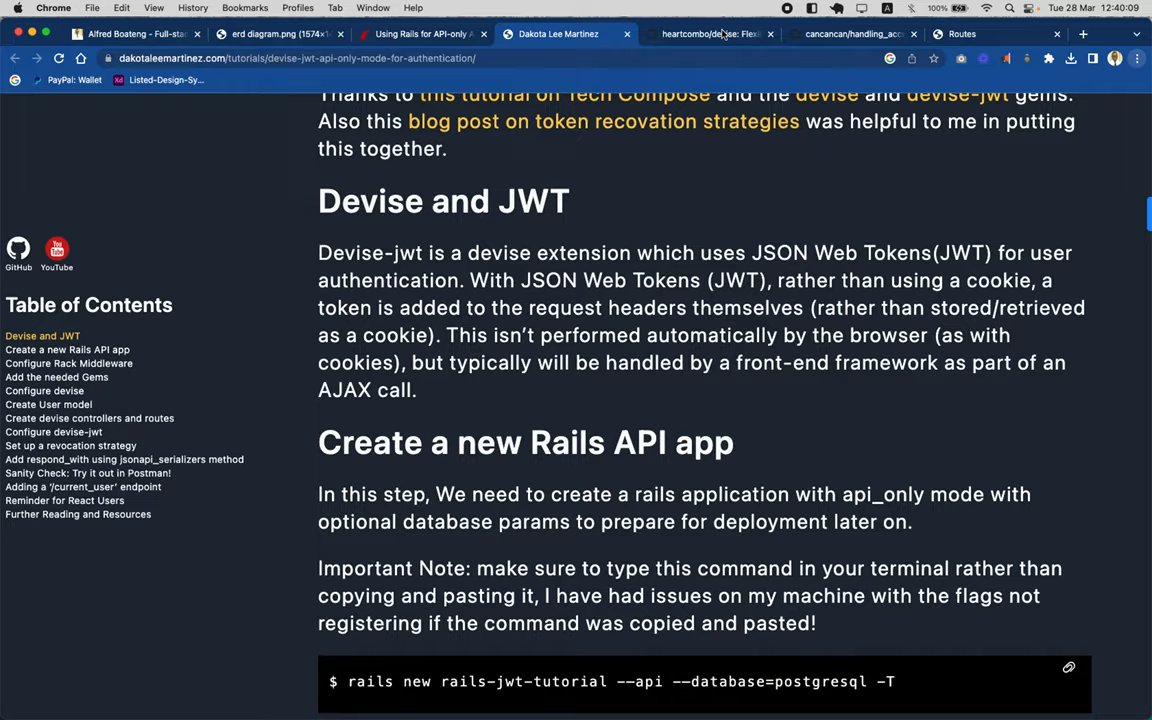 Chrome File Edit View History Bookmarks Profiles Tab Window Help 100% Tue 28 Mar 12:40:09
Alfred Boateng - Full-sta erd diagram.png (1574×1 Using Rails for API-only A Dakota Lee Martinez heartcombo/devise: Flexi cancancan/handling_acc Routes
dakotaleemartinez.com/tutorials/devise-jwt-api-only-mode-for-authentication/
PayPal: Wallet Listed-Design-Sy...
Thanks to this tutorial on Tech Compose and the devise and devise-jwt gems.
Also this blog post on token recovation strategies was helpful to me in putting
this together.
Devise and JWT
Devise-jwt is a devise extension which uses JSON Web Tokens(JWT) for user
authentication. With JSON Web Tokens (JWT), rather than using a cookie, a
token is added to the request headers themselves (rather than stored/retrieved
as a cookie). This isn't performed automatically by the browser (as with
cookies), but typically will be handled by a front-end framework as part of an
AJAX call.
Create a new Rails API app
In this step, We need to create a rails application with api_only mode with
optional database params to prepare for deployment later on.
Important Note: make sure to type this command in your terminal rather than
copying and pasting it, I have had issues on my machine with the flags not
registering if the command was copied and pasted!
$ rails new rails-jwt-tutorial --api --database=postgresql -T
GitHub YouTube
Table of Contents
Devise and JWT
Create a new Rails API app
Configure Rack Middleware
Add the needed Gems
Configure devise
Create User model
Create devise controllers and routes
Configure devise-jwt
Set up a revocation strategy
Add respond_with using jsonapi_serializers method
Sanity Check: Try it out in Postman!
Adding a '/current_user' endpoint
Reminder for React Users
Further Reading and Resources